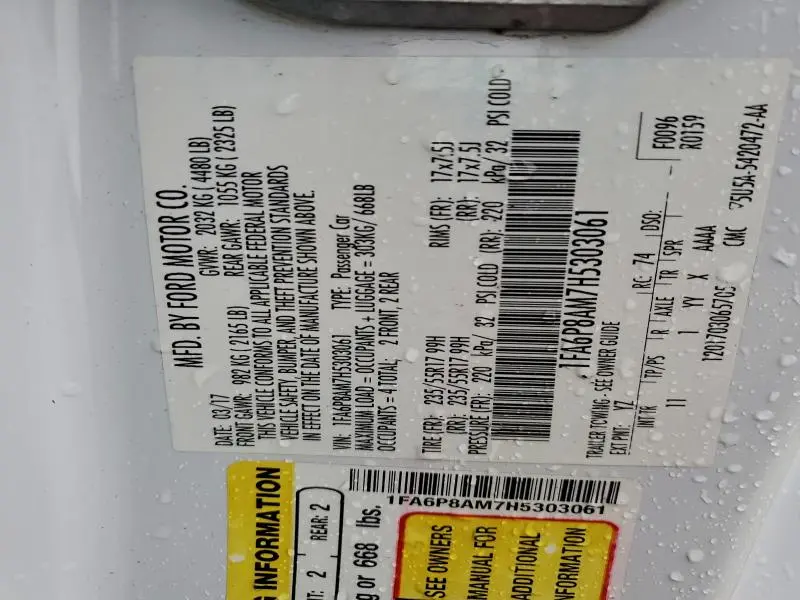 MFD. BY FORD MOTOR CO.
DATE: 03/17 GVWR: 2032 KG ( 4480 LB)
FRONT GAWR: 982 KG ( 2165 LB) REAR GAWR: 1055 KG ( 2325 LB)
THIS VEHICLE CONFORMS TO ALL APPLICABLE FEDERAL MOTOR
VEHICLE SAFETY, BUMPER, AND THEFT PREVENTION STANDARDS
IN EFFECT ON THE DATE OF MANUFACTURE SHOWN ABOVE.
VIN: 1FA6P8AM7H5303061 TYPE: Passenger Car
MAXIMUM LOAD = OCCUPANTS + LUGGAGE = 303KG/ 668LB
OCCUPANTS = 4 TOTAL: 2 FRONT, 2 REAR
TIRE (FR): 235/55R17 99H RIMS (FR): 17x7.5J
(RR): 235/55R17 99H (RR): 17x7.5J
PRESSURE (FR): 220 kPa/ 32 PSI COLD (RR): 220 kPa/ 32 PSI COLD
1FA6P8AM7H5303061
TRAILER TOWING - SEE OWNER GUIDE
EXT PNT: YZ RC: 74 DSO: F0096
INT TR TP/PS R AXLE TR SPR R0159
11 1 YY X AAAA
1201703065705 CMC 75U5A-5420472-AA
1FA6P8AM7H5303061
G INFORMATION
NT: 2 REAR: 2
g or 668 lbs.
SEE OWNERS
MANUAL FOR
ADDITIONAL
INFORMATION